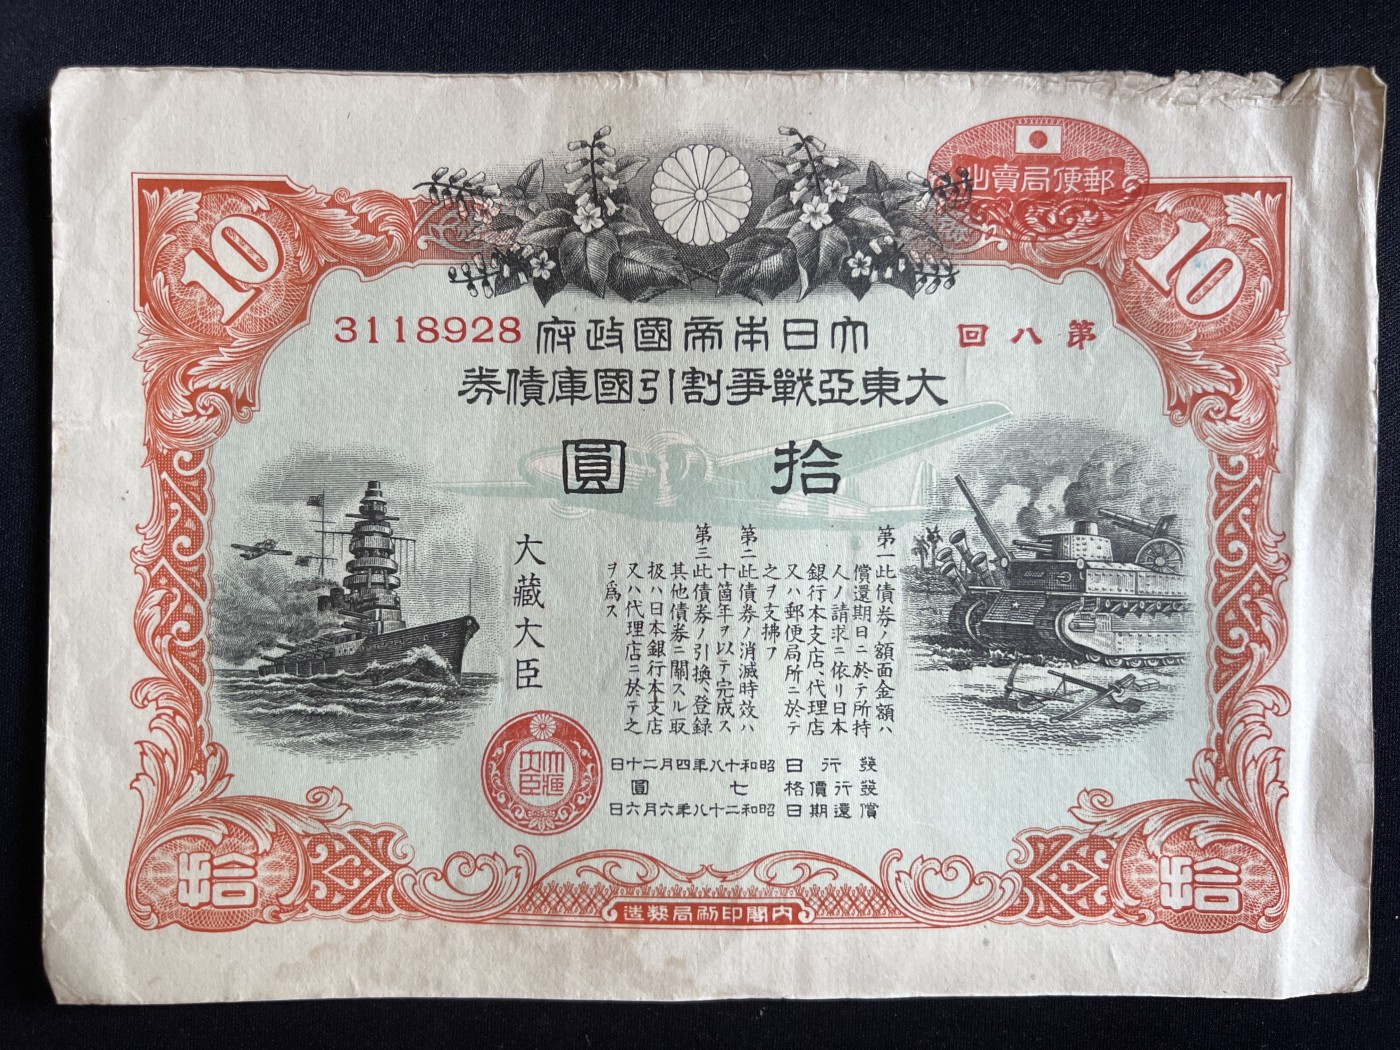 郵便局賣出
10
10
第八回
3118928
大日本帝國政府
大東亞戰爭割引國庫債券
拾圓
第一此債券ノ額面金額ハ
償還期日ニ於テ所持
人ノ請求ニ依リ日本
銀行本支店、代理店
又ハ郵便局所ニ於テ
之ヲ支拂フ
第二此債券ノ消滅時效ハ
十箇年ヲ以テ完成ス
第三此債券ノ引換、登録
其他債券ニ關スル取
扱ハ日本銀行本支店
又ハ代理店ニ於テ之
ヲ爲ス
大藏大臣
發行日 昭和十八年四月二十日
發行價格 七圓
償還期日 昭和二十八年六月六日
大藏大臣
拾
拾
内閣印刷局製造